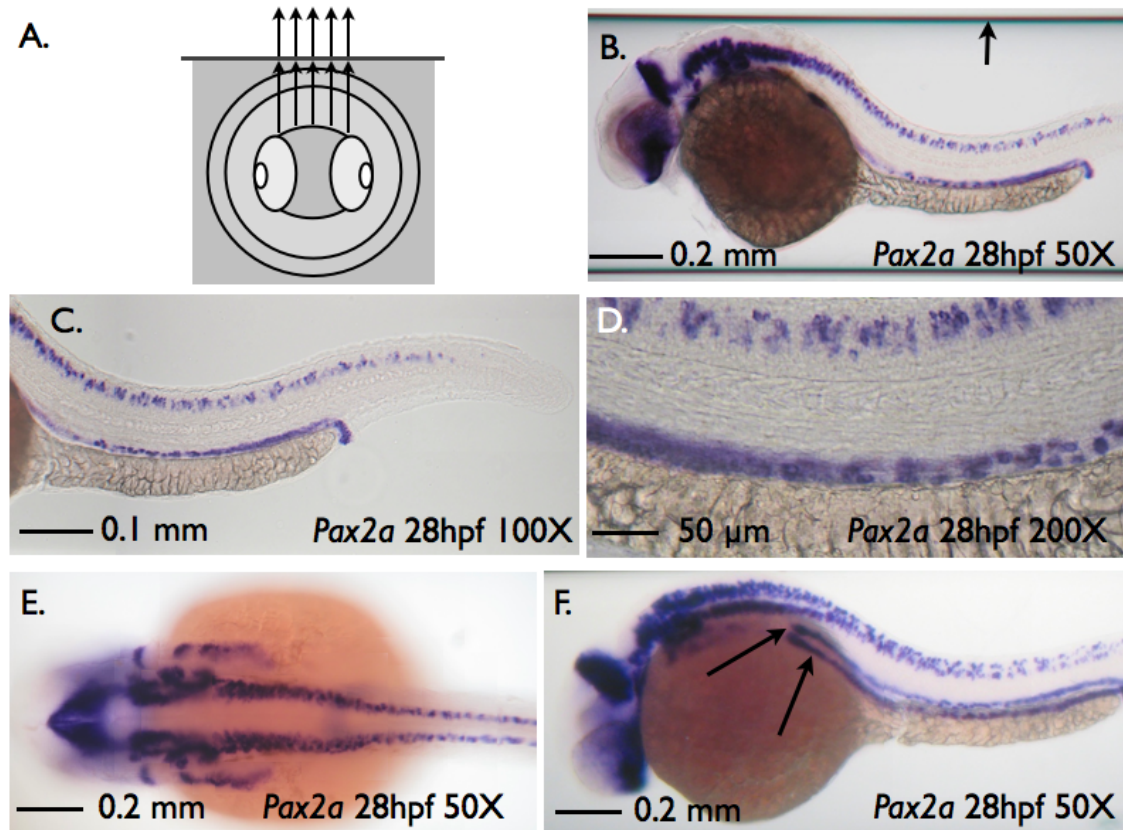 A.
B.
0.2 mm Pax2a 28hpf 50X
C.
0.1 mm Pax2a 28hpf 100X
D.
50 µm Pax2a 28hpf 200X
E.
0.2 mm Pax2a 28hpf 50X
F.
0.2 mm Pax2a 28hpf 50X